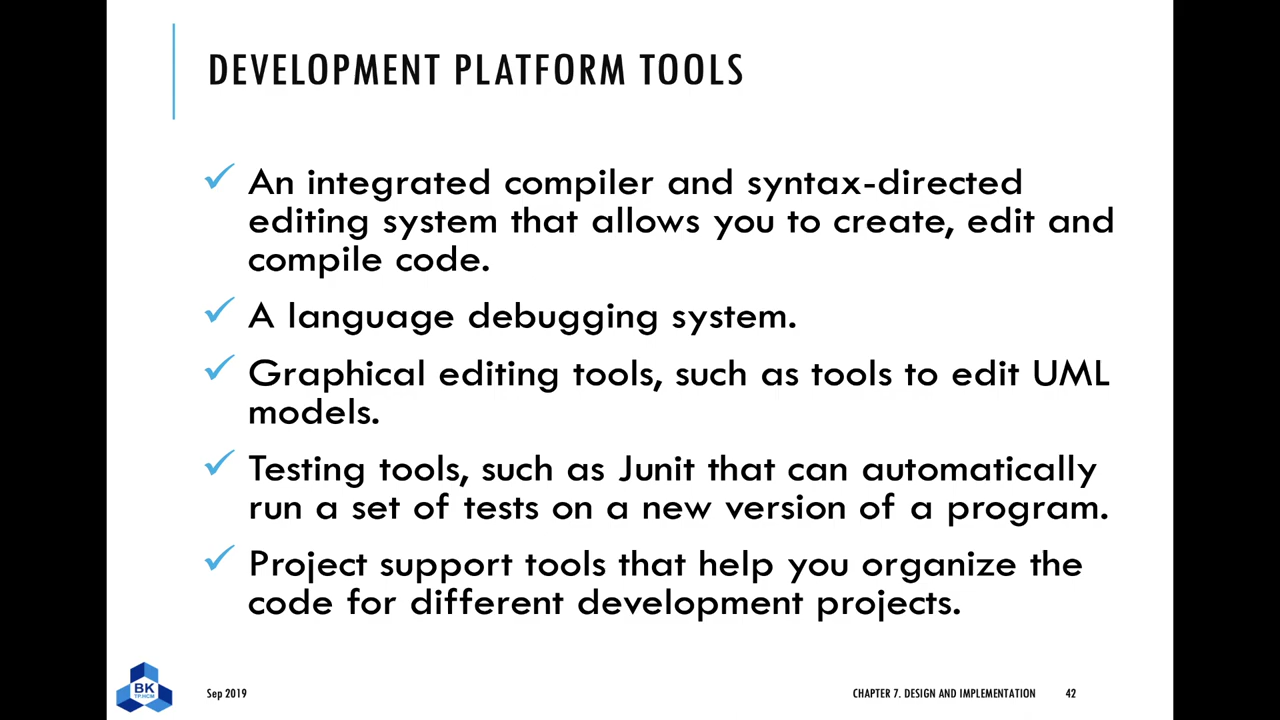 DEVELOPMENT PLATFORM TOOLS
An integrated compiler and syntax-directed
editing system that allows you to create, edit and
compile code.
A language debugging system.
Graphical editing tools, such as tools to edit UML
models.
Testing tools, such as Junit that can automatically
run a set of tests on a new version of a program.
Project support tools that help you organize the
code for different development projects.
BK
TP.HCM
Sep 2019
CHAPTER 7. DESIGN AND IMPLEMENTATION
42